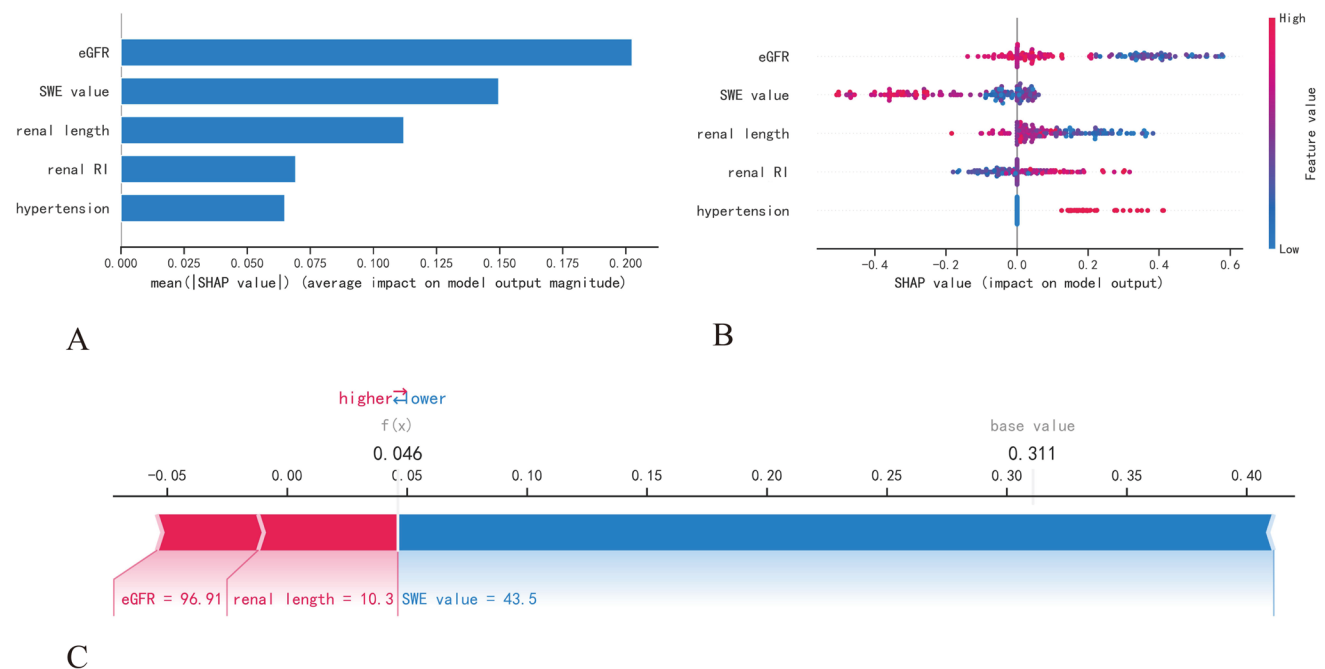 eGFR
SWE value
renal length
renal RI
hypertension
0.000 0.025 0.050 0.075 0.100 0.125 0.150 0.175 0.200
mean(|SHAP value|) (average impact on model output magnitude)
A
High
eGFR
SWE value
renal length
renal RI
hypertension
Low
Feature value
-0.4 -0.2 0.0 0.2 0.4 0.6
SHAP value (impact on model output)
B
higher ower
f(x) base value
0.046 0.311
-0.05 0.00 0.05 0.10 0.15 0.20 0.25 0.30 0.35 0.40
eGFR = 96.91 renal length = 10.3 SWE value = 43.5
C